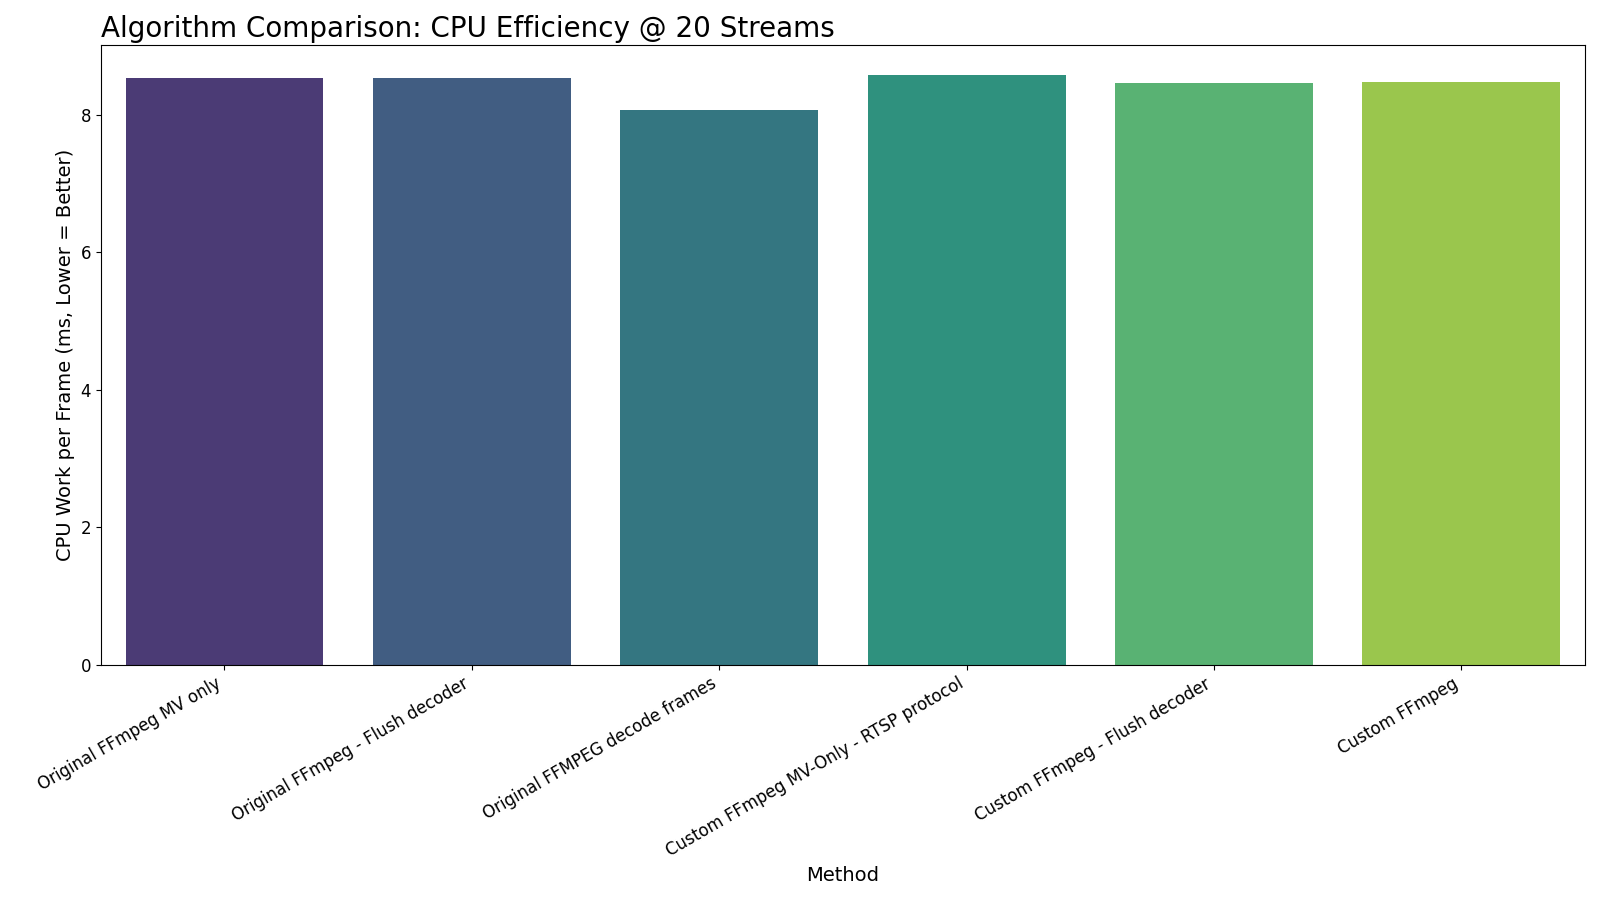 Algorithm Comparison: CPU Efficiency @ 20 Streams
CPU Work per Frame (ms, Lower = Better)
8
6
4
2
0
Original FFmpeg MV only
Original FFmpeg - Flush decoder
Original FFMPEG decode frames
Custom FFmpeg MV-Only - RTSP protocol
Custom FFmpeg - Flush decoder
Custom FFmpeg
Method